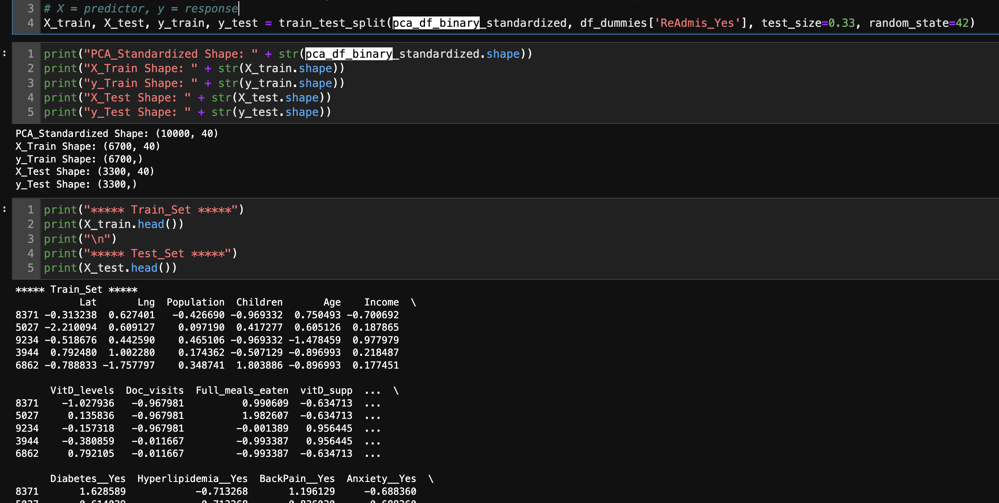 3 # X = predictor, y = response
4 X_train, X_test, y_train, y_test = train_test_split(pca_df_binary_standardized, df_dummies['ReAdmis_Yes'], test_size=0.33, random_state=42)
: 1 print("PCA_Standardized Shape: " + str(pca_df_binary_standardized.shape))
2 print("X_Train Shape: " + str(X_train.shape))
3 print("y_Train Shape: " + str(y_train.shape))
4 print("X_Test Shape: " + str(X_test.shape))
5 print("y_Test Shape: " + str(y_test.shape))
PCA_Standardized Shape: (10000, 40)
X_Train Shape: (6700, 40)
y_Train Shape: (6700,)
X_Test Shape: (3300, 40)
y_Test Shape: (3300,)
: 1 print("***** Train_Set *****")
2 print(X_train.head())
3 print("\n")
4 print("***** Test_Set *****")
5 print(X_test.head())
***** Train_Set *****
Lat Lng Population Children Age Income \
8371 -0.313238 0.627401 -0.426690 -0.969332 0.750493 -0.700692
5027 -2.210094 0.609127 0.097190 0.417277 0.605126 0.187865
9234 -0.518676 0.442590 0.465106 -0.969332 -1.478459 0.977979
3944 0.792480 1.002280 0.174362 -0.507129 -0.896993 0.218487
6862 -0.788833 -1.757797 0.348741 1.803886 -0.896993 0.177451
VitD_levels Doc_visits Full_meals_eaten vitD_supp ... \
8371 -1.027936 -0.967981 0.990609 -0.634713 ...
5027 0.135836 -0.967981 1.982607 -0.634713 ...
9234 -0.157318 -0.967981 -0.001389 0.956445 ...
3944 -0.380859 -0.011667 -0.993387 0.956445 ...
6862 0.792105 -0.011667 -0.993387 -0.634713 ...
Diabetes__Yes Hyperlipidemia__Yes BackPain__Yes Anxiety__Yes \
8371 1.628589 -0.713268 1.196129 -0.688360